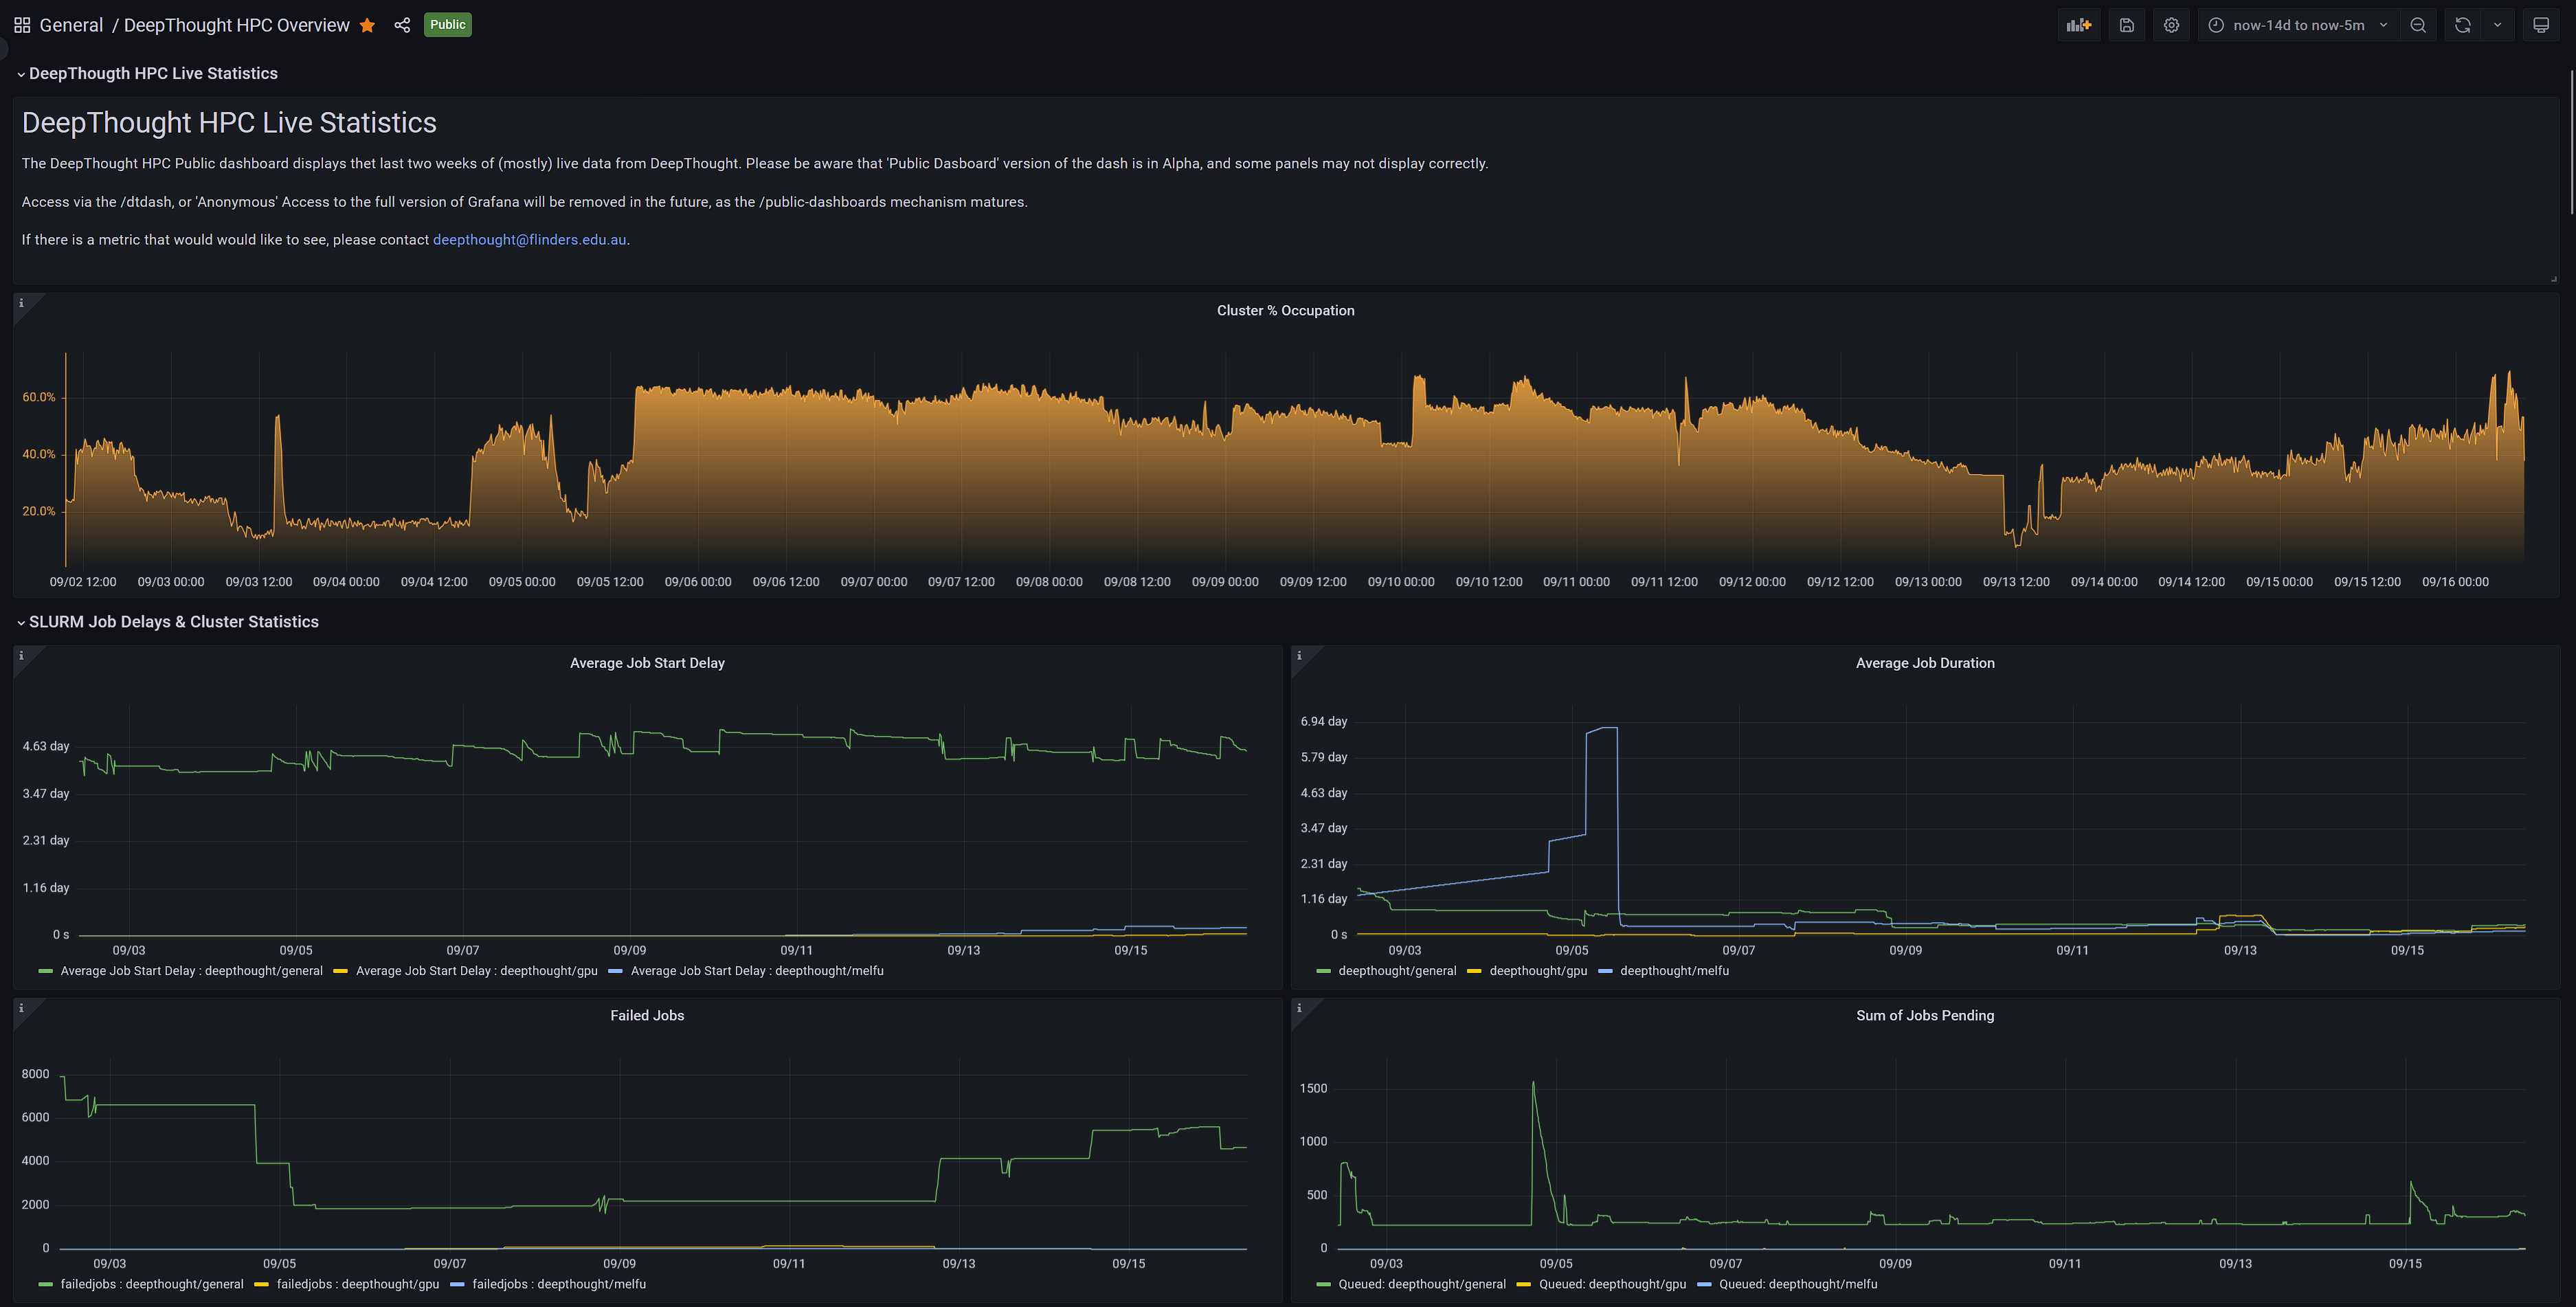 General / DeepThought HPC Overview Public now-14d to now-5m
DeepThougth HPC Live Statistics
DeepThought HPC Live Statistics
The DeepThought HPC Public dashboard displays thet last two weeks of (mostly) live data from DeepThought. Please be aware that 'Public Dasboard' version of the dash is in Alpha, and some panels may not display correctly.
Access via the /dtdash, or 'Anonymous' Access to the full version of Grafana will be removed in the future, as the /public-dashboards mechanism matures.
If there is a metric that would would like to see, please contact deepthought@flinders.edu.au.
i
Cluster % Occupation
60.0%
40.0%
20.0%
09/02 12:00 09/03 00:00 09/03 12:00 09/04 00:00 09/04 12:00 09/05 00:00 09/05 12:00 09/06 00:00 09/06 12:00 09/07 00:00 09/07 12:00 09/08 00:00 09/08 12:00 09/09 00:00 09/09 12:00 09/10 00:00 09/10 12:00 09/11 00:00 09/11 12:00 09/12 00:00 09/12 12:00 09/13 00:00 09/13 12:00 09/14 00:00 09/14 12:00 09/15 00:00 09/15 12:00 09/16 00:00
SLURM Job Delays & Cluster Statistics
i
Average Job Start Delay
4.63 day
3.47 day
2.31 day
1.16 day
0 s
09/03 09/05 09/07 09/09 09/11 09/13 09/15
Average Job Start Delay : deepthought/general Average Job Start Delay : deepthought/gpu Average Job Start Delay : deepthought/melfu
i
Average Job Duration
6.94 day
5.79 day
4.63 day
3.47 day
2.31 day
1.16 day
0 s
09/03 09/05 09/07 09/09 09/11 09/13 09/15
deepthought/general deepthought/gpu deepthought/melfu
i
Failed Jobs
8000
6000
4000
2000
0
09/03 09/05 09/07 09/09 09/11 09/13 09/15
failedjobs : deepthought/general failedjobs : deepthought/gpu failedjobs : deepthought/melfu
i
Sum of Jobs Pending
1500
1000
500
0
09/03 09/05 09/07 09/09 09/11 09/13 09/15
Queued: deepthought/general Queued: deepthought/gpu Queued: deepthought/melfu